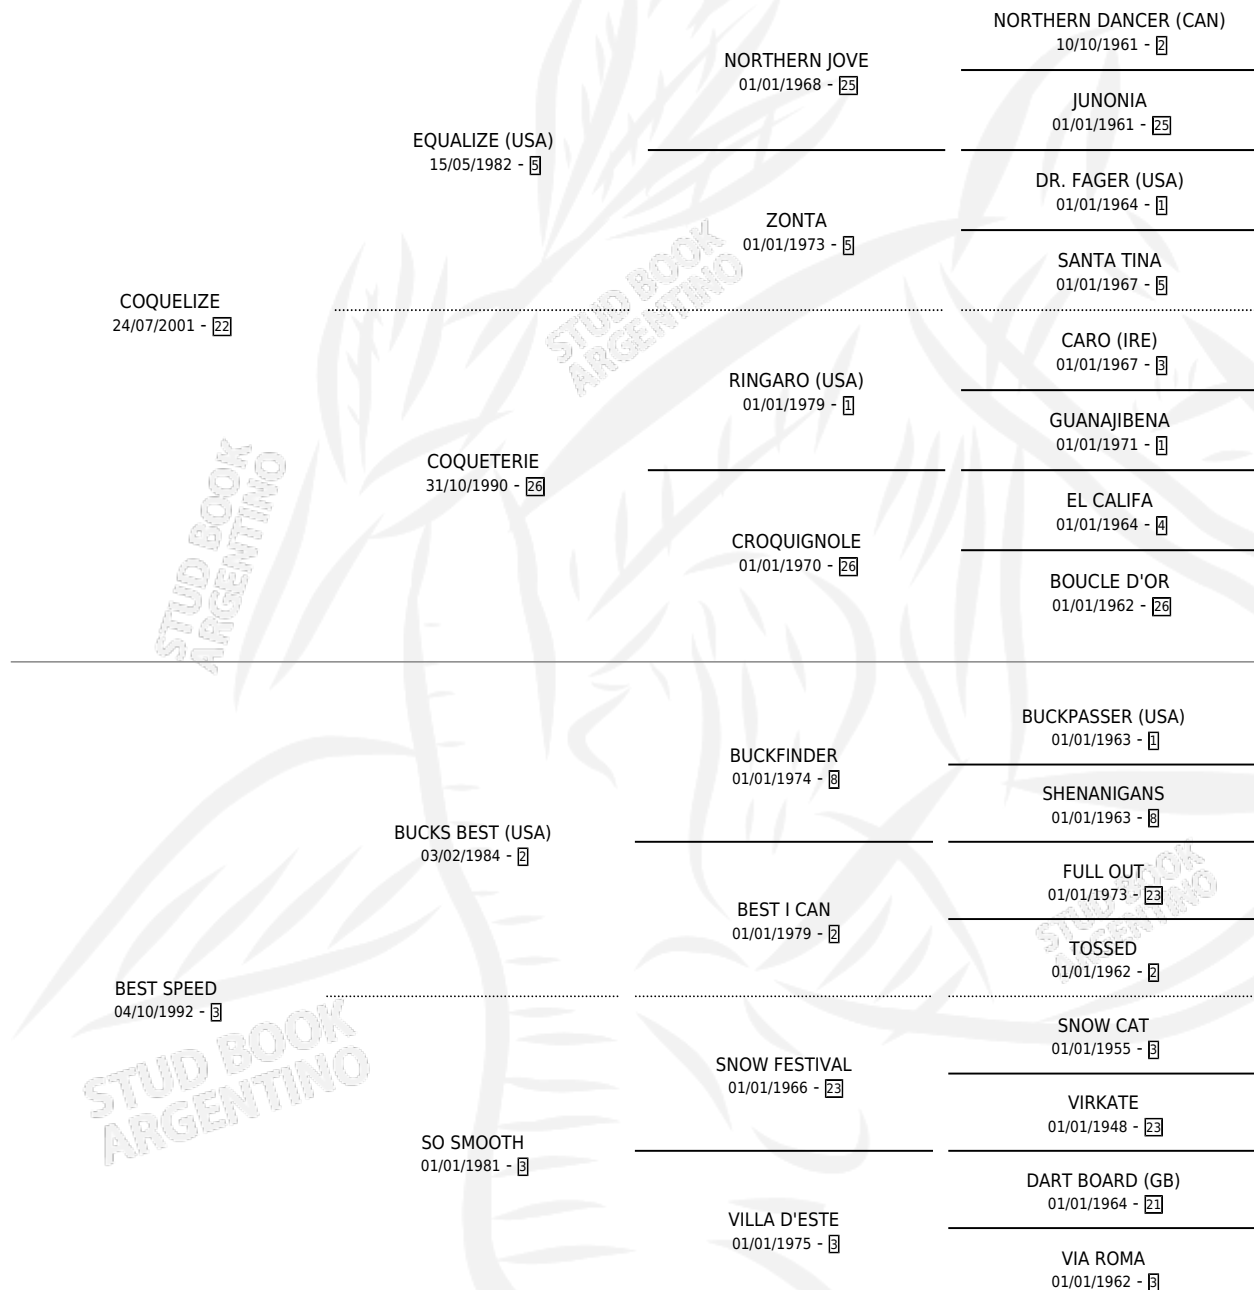 NORTHERN DANCER (CAN)
10/10/1961 - 2
NORTHERN JOVE
01/01/1968 - 25
JUNONIA
01/01/1961 - 25
EQUALIZE (USA)
15/05/1982 - 5
DR. FAGER (USA)
01/01/1964 - 1
ZONTA
01/01/1973 - 5
SANTA TINA
01/01/1967 - 5
COQUELIZE
24/07/2001 - 22
STUD BOOK
ARGENTINO
CARO (IRE)
01/01/1967 - 3
RINGARO (USA)
01/01/1979 - 1
GUANAJIBENA
01/01/1971 - 1
COQUETERIE
31/10/1990 - 26
EL CALIFA
01/01/1964 - 4
CROQUIGNOLE
01/01/1970 - 26
BOUCLE D'OR
01/01/1962 - 26
STUD BOOK
ARGENTINO
BUCKPASSER (USA)
01/01/1963 - 1
BUCKFINDER
01/01/1974 - 8
SHENANIGANS
01/01/1963 - 8
BUCKS BEST (USA)
03/02/1984 - 2
FULL OUT
01/01/1973 - 23
BEST I CAN
01/01/1979 - 2
TOSSED
01/01/1962 - 2
STUD BOOK
ARGENTINO
BEST SPEED
04/10/1992 - 3
SNOW CAT
01/01/1955 - 3
SNOW FESTIVAL
01/01/1966 - 23
VIRKATE
01/01/1948 - 23
STUD BOOK
ARGENTINO
SO SMOOTH
01/01/1981 - 3
DART BOARD (GB)
01/01/1964 - 21
VILLA D'ESTE
01/01/1975 - 3
VIA ROMA
01/01/1962 - 3